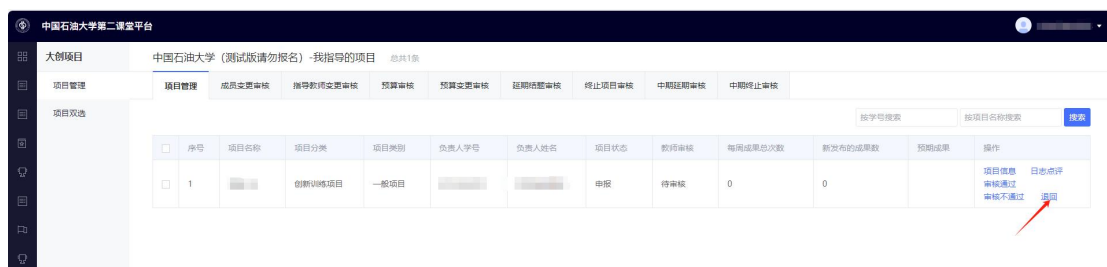 中国石油大学第二课堂平台
大创项目
中国石油大学（测试版请勿报名）-我指导的项目 总共1条
项目管理
项目管理 成员变更审核 指导教师变更审核 预算审核 预算变更审核 延期结题审核 终止项目审核 中期延期审核 中期终止审核
项目双选
按学号搜索 按项目名称搜索 搜索
序号 项目名称 项目分类 项目类别 负责人学号 负责人姓名 项目状态 教师审核 每周成果总次数 新发布的成果数 预期成果 操作
1 创新训练项目 一般项目 申报 待审核 0 0
项目信息 日志点评
审核通过
审核不通过 退回